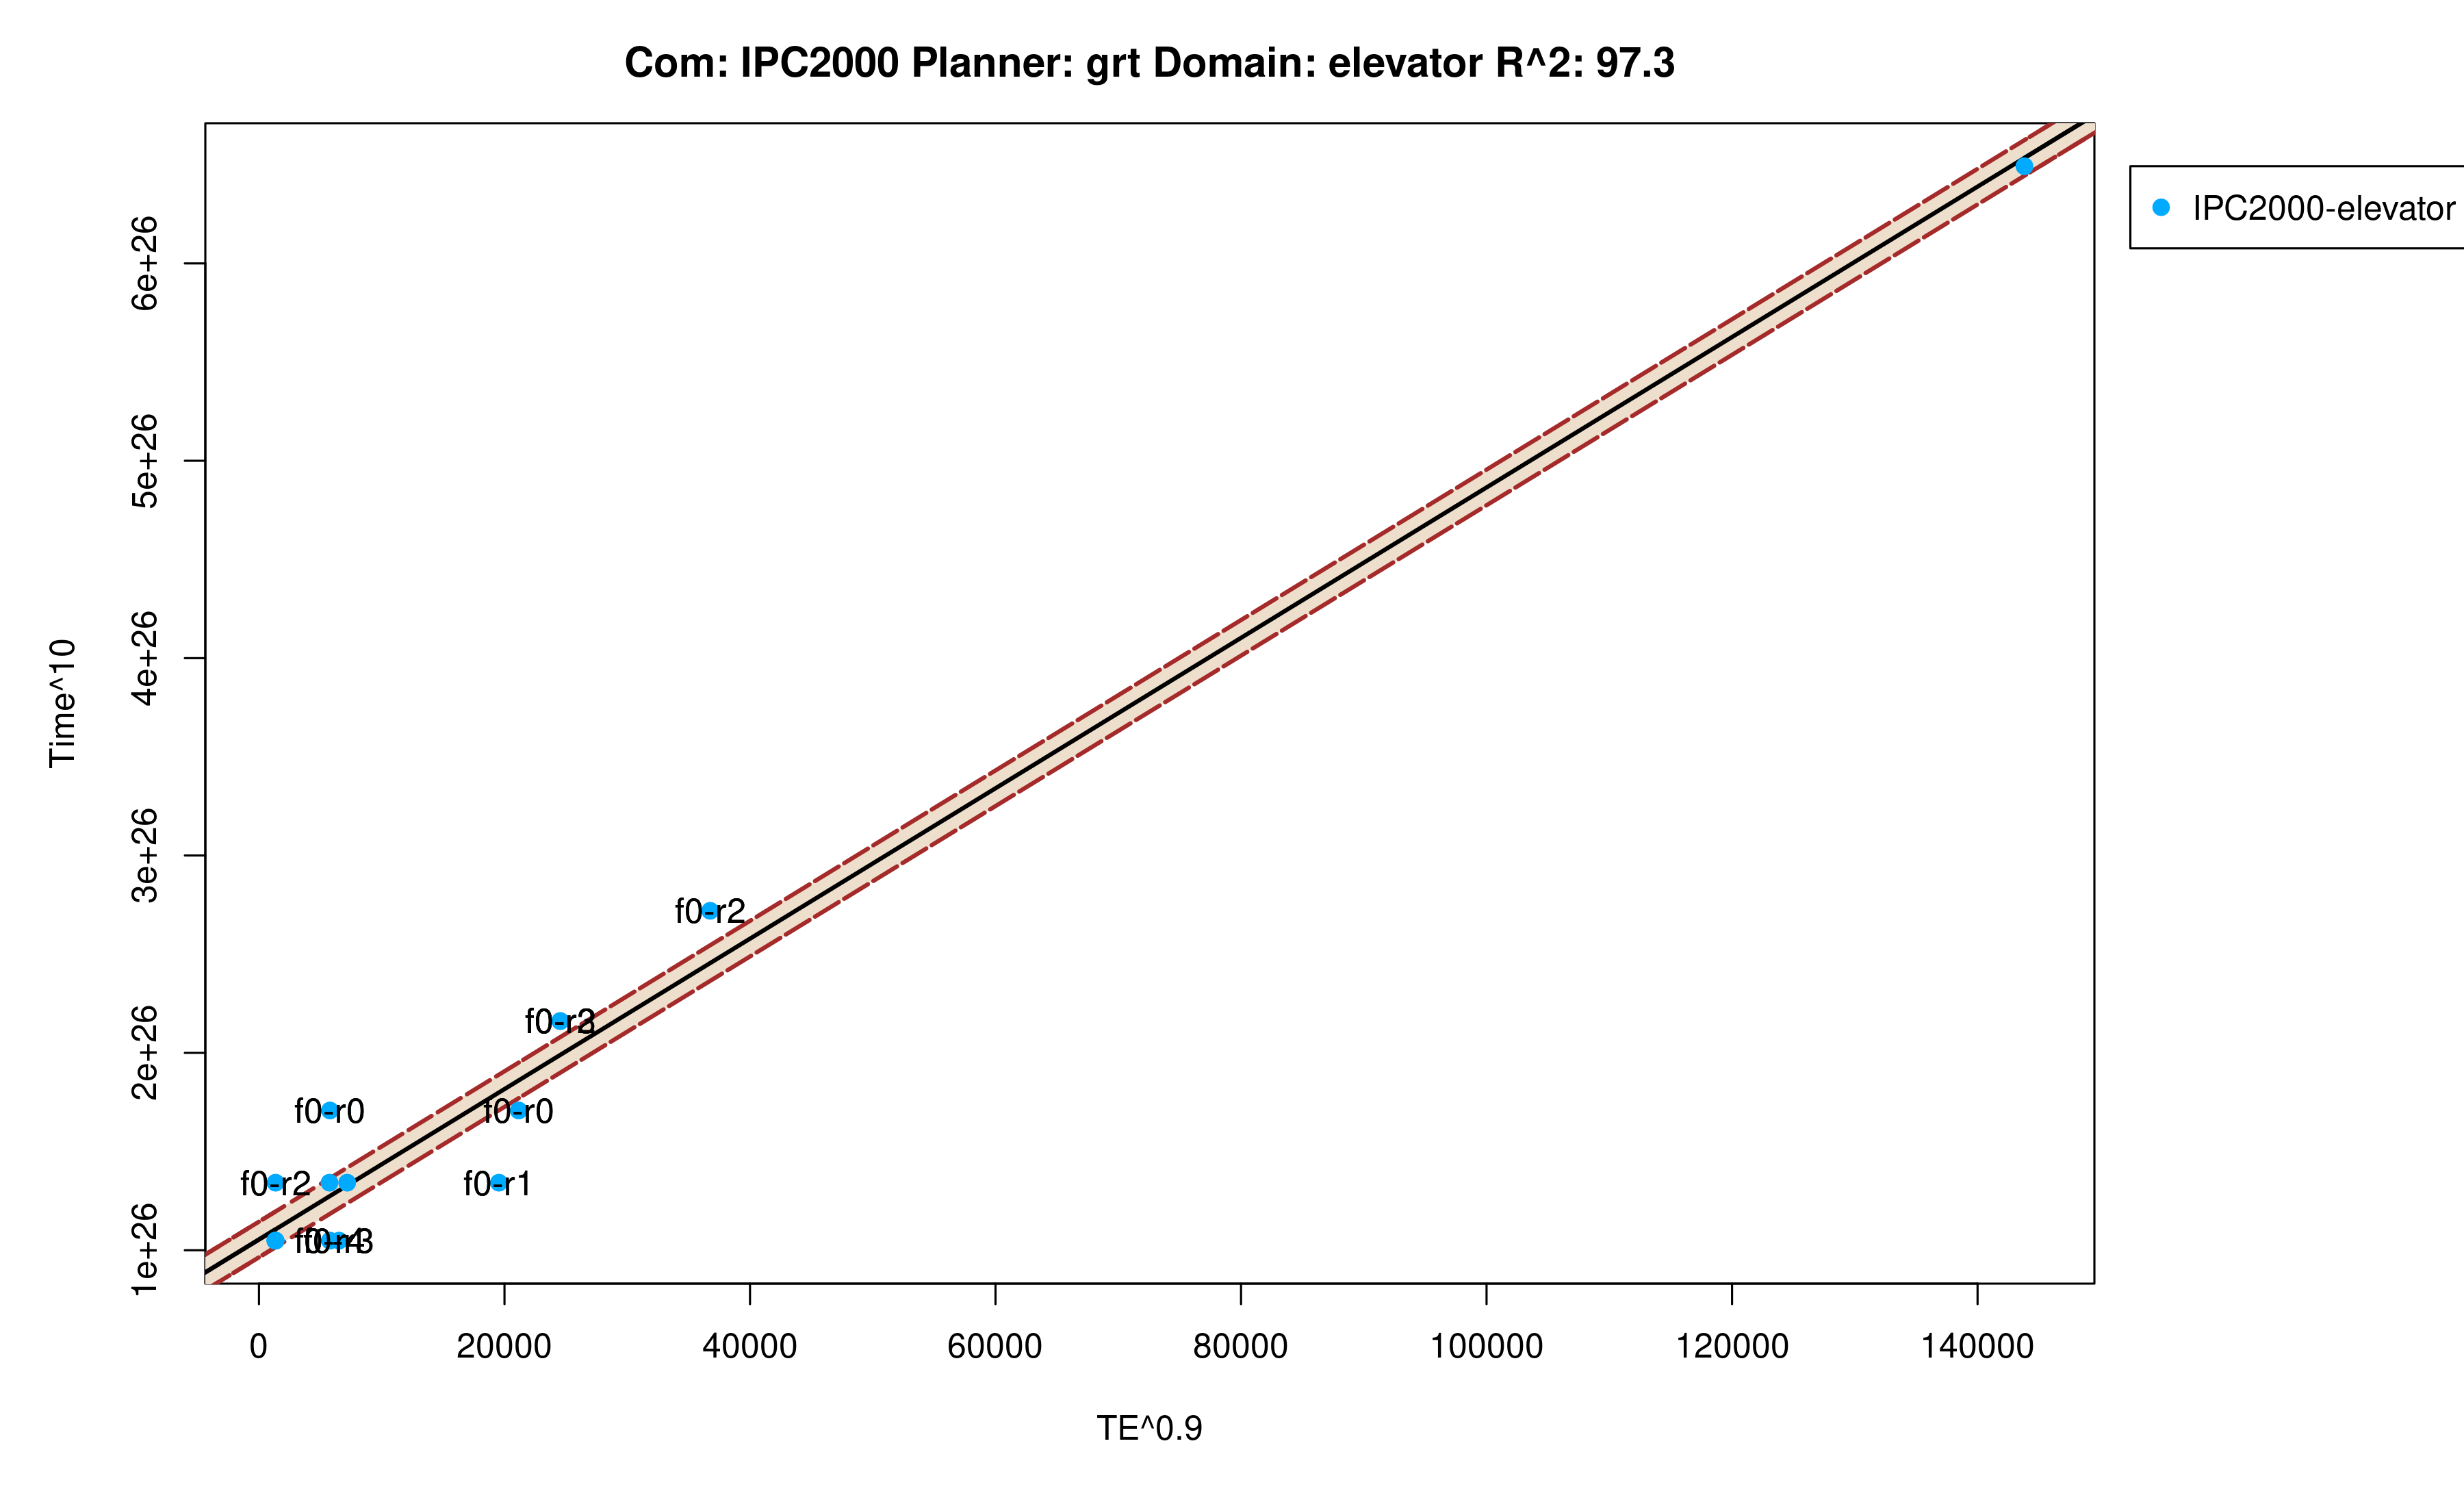 Com: IPC2000 Planner: grt Domain: elevator R^2: 97.3
IPC2000-elevator
6e+26
5e+26
4e+26
3e+26
2e+26
1e+26
Time^10
f0-r2
f0-r0
f0-r0
f0-r2
f0-r1
0
20000
40000
60000
80000
100000
120000
140000
TE^0.9